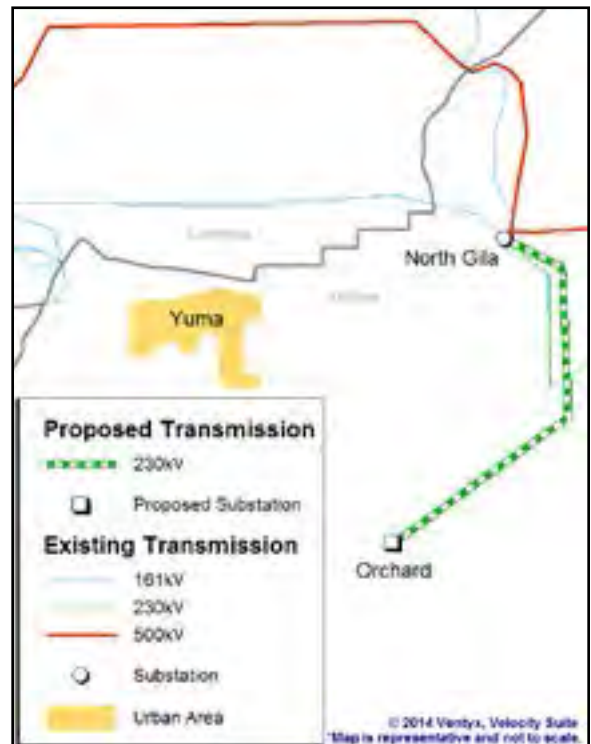 North Gila
Yuma
Orchard
Proposed Transmission
230kV
Proposed Substation
Existing Transmission
161kV
230kV
500kV
Substation
Urban Area
© 2014 Ventyx, Velocity Suite
*Map is representative and not to scale.